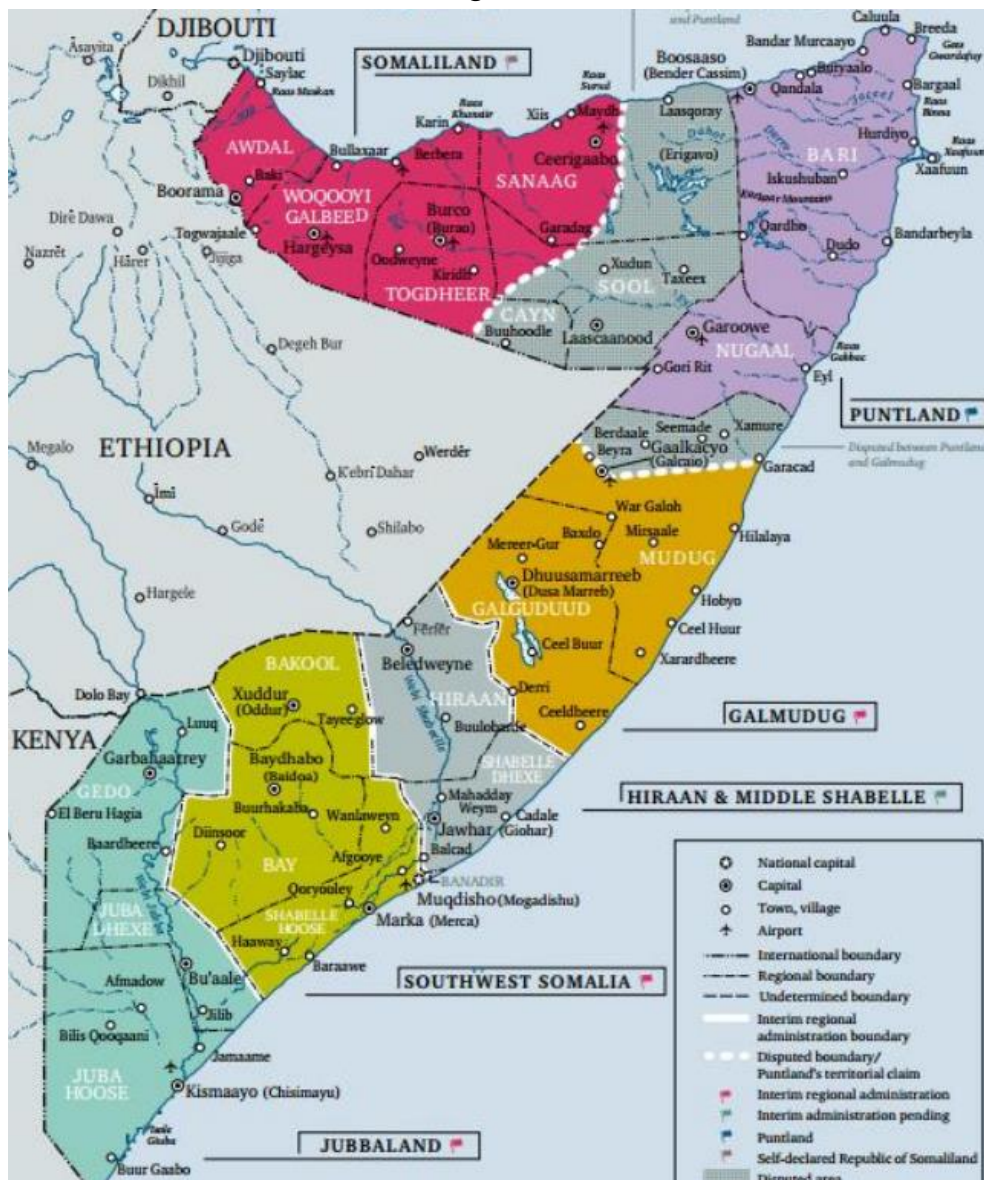 DJIBOUTI
and Puntland
Caluula
Breeda
Āsayita
Djibouti
SOMALILAND
Bandar Murcaayo
Boosaaso
(Bender Cassim)
Saylac
Dikhil
Buryaalo
Qandala
Bargaal
Laasqoray
Xiis
Maydh
Karin
AWDAL
Bullaxaar
Berbera
Ceerigaabo
(Erigavo)
Hurdiyo
Xaafuun
BARI
Baki
SANAAG
Iskushuban
Boorama
WOQOOYI
GALBEED
Burco
(Burao)
Dirē Dawa
Togwajaale
Hargeysa
Garadag
Qardho
Bandarbeyla
Nazrēt
Hārer
Jijiga
Oodweyne
Kiridh
Xudun
Taxeex
Dudo
TOGDHEER
SOOL
CAYN
Buuhoodle
Laascaanood
Garoowe
NUGAAL
Degeh Bur
Gori Rit
Eyl
PUNTLAND
Megalo
ETHIOPIA
Werdēr
Berdaale
Seemade
Xamure
Beyra
Gaalkacyo
(Galcaio)
Disputed between Puntland
and Galmudug
Garacad
K'ebrī Dahar
Īmī
Godē
Shilabo
War Galoh
Baxdo
Mirsaale
Hilalaya
Mereer-Gur
MUDUG
Dhuusamarreeb
(Dusa Marreb)
Hargele
GALGUDUUD
Hobyo
Fērfēr
Ceel Huur
Ceel Buur
Xarardheere
BAKOOL
Beledweyne
Dolo Bay
Xuddur
(Oddur)
HIRAAN
Derri
Tayeeglow
Webi Shabeelle
Luuq
Buulobarde
Ceeldheere
GALMUDUG
KENYA
Garbahaarrey
Baydhabo
(Baidoa)
SHABELLE
DHEXE
GEDO
El Beru Hagia
Buurhakaba
Wanlaweyn
Mahadday
Weym
Cadale
HIRAAN & MIDDLE SHABELLE
Jawhar (Giohar)
Diinsoor
Baardheere
BAY
Afgooye
Balcad
BANADIR
Qoryooley
Muqdisho (Mogadishu)
JUBA
DHEXE
SHABELLE
HOOSE
Marka (Merca)
Haaway
Baraawe
SOUTHWEST SOMALIA
Bu'aale
Afmadow
Jilib
Bilis Qooqaani
Jamaame
JUBA
HOOSE
Kismaayo (Chisimayu)
JUBBALAND
Buur Gaabo
National capital
Capital
Town, village
Airport
International boundary
Regional boundary
Undetermined boundary
Interim regional
administration boundary
Disputed boundary/
Puntland's territorial claim
Interim regional administration
Interim administration pending
Puntland
Self-declared Republic of Somaliland
Disputed area